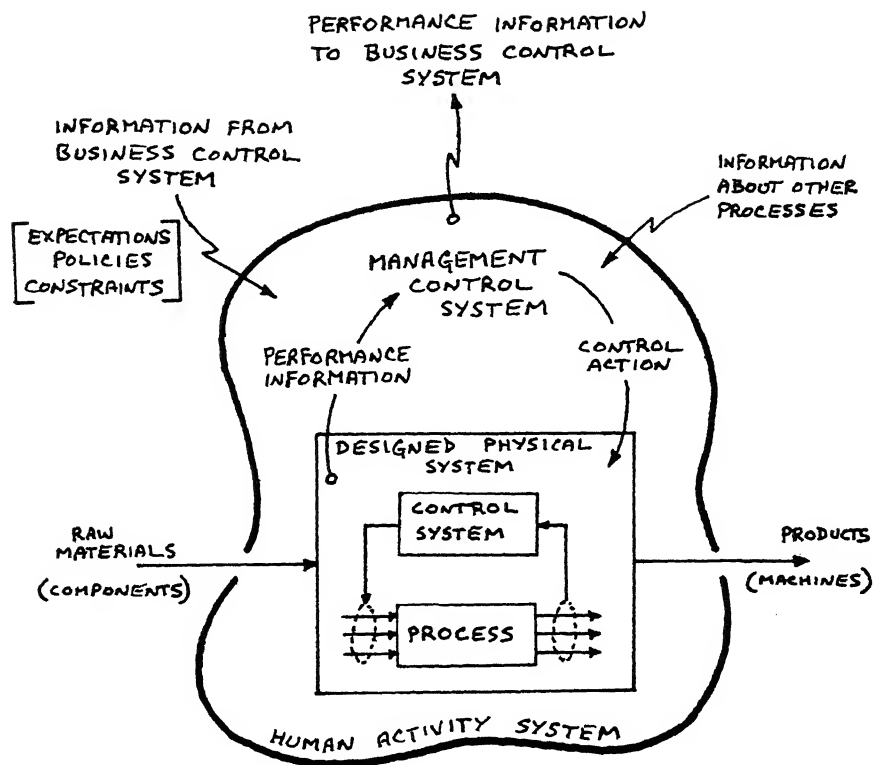 PERFORMANCE INFORMATION
TO BUSINESS CONTROL
SYSTEM
INFORMATION FROM
BUSINESS CONTROL
SYSTEM
[EXPECTATIONS
POLICIES
CONSTRAINTS]
INFORMATION
ABOUT OTHER
PROCESSES
MANAGEMENT
CONTROL
SYSTEM
PERFORMANCE
INFORMATION
CONTROL
ACTION
DESIGNED PHYSICAL
SYSTEM
CONTROL
SYSTEM
PROCESS
RAW
MATERIALS
(COMPONENTS)
PRODUCTS
(MACHINES)
HUMAN ACTIVITY SYSTEM